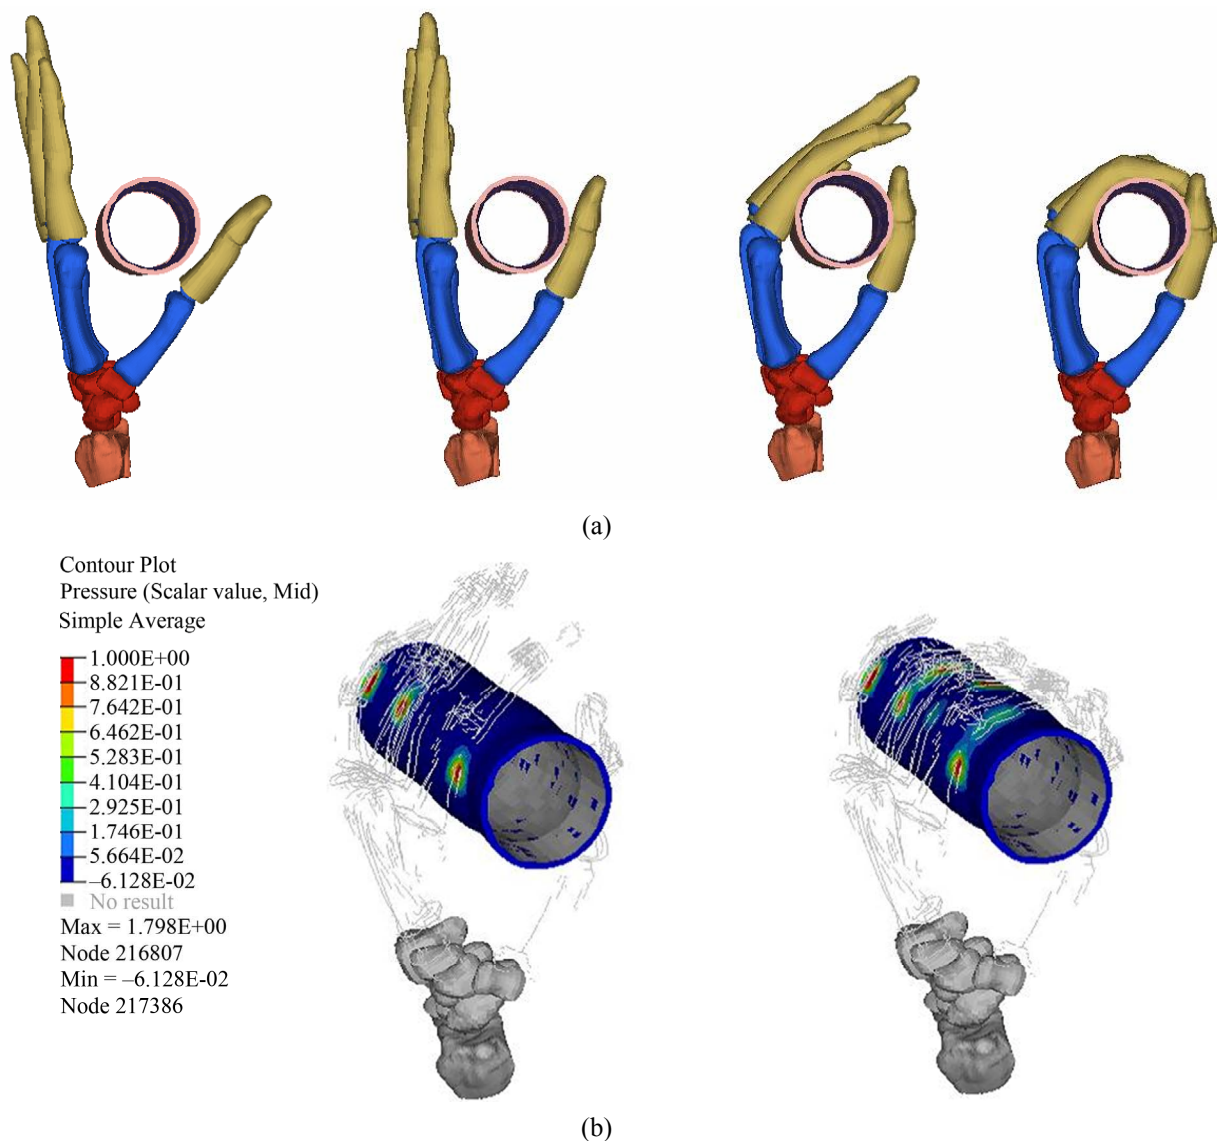 (a)
Contour Plot
Pressure (Scalar value, Mid)
Simple Average
1.000E+00
8.821E-01
7.642E-01
6.462E-01
5.283E-01
4.104E-01
2.925E-01
1.746E-01
5.664E-02
–6.128E-02
No result
Max = 1.798E+00
Node 216807
Min = –6.128E-02
Node 217386
(b)